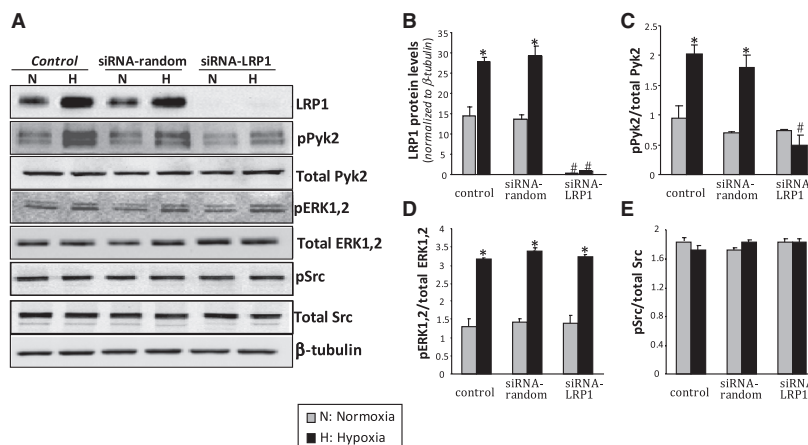 A
Control siRNA-random siRNA-LRP1
N H N H N H
LRP1
pPyk2
Total Pyk2
pERK1,2
Total ERK1,2
pSrc
Total Src
β-tubulin
B
LRP1 protein levels
(normalized to β-tubulin)
35
30
25
20
15
10
5
0
* * # #
control siRNA-random siRNA-LRP1
C
pPyk2/total Pyk2
2.5
2
1.5
1
0.5
0
* * #
control siRNA-random siRNA-LRP1
D
pERK1,2/total ERK1,2
4
3.5
3
2.5
2
1.5
1
0.5
0
* * *
control siRNA-random siRNA-LRP1
E
pSrc/total Src
2
1.6
1.2
0.8
0.4
0
control siRNA-random siRNA-LRP1
N: Normoxia
H: Hypoxia